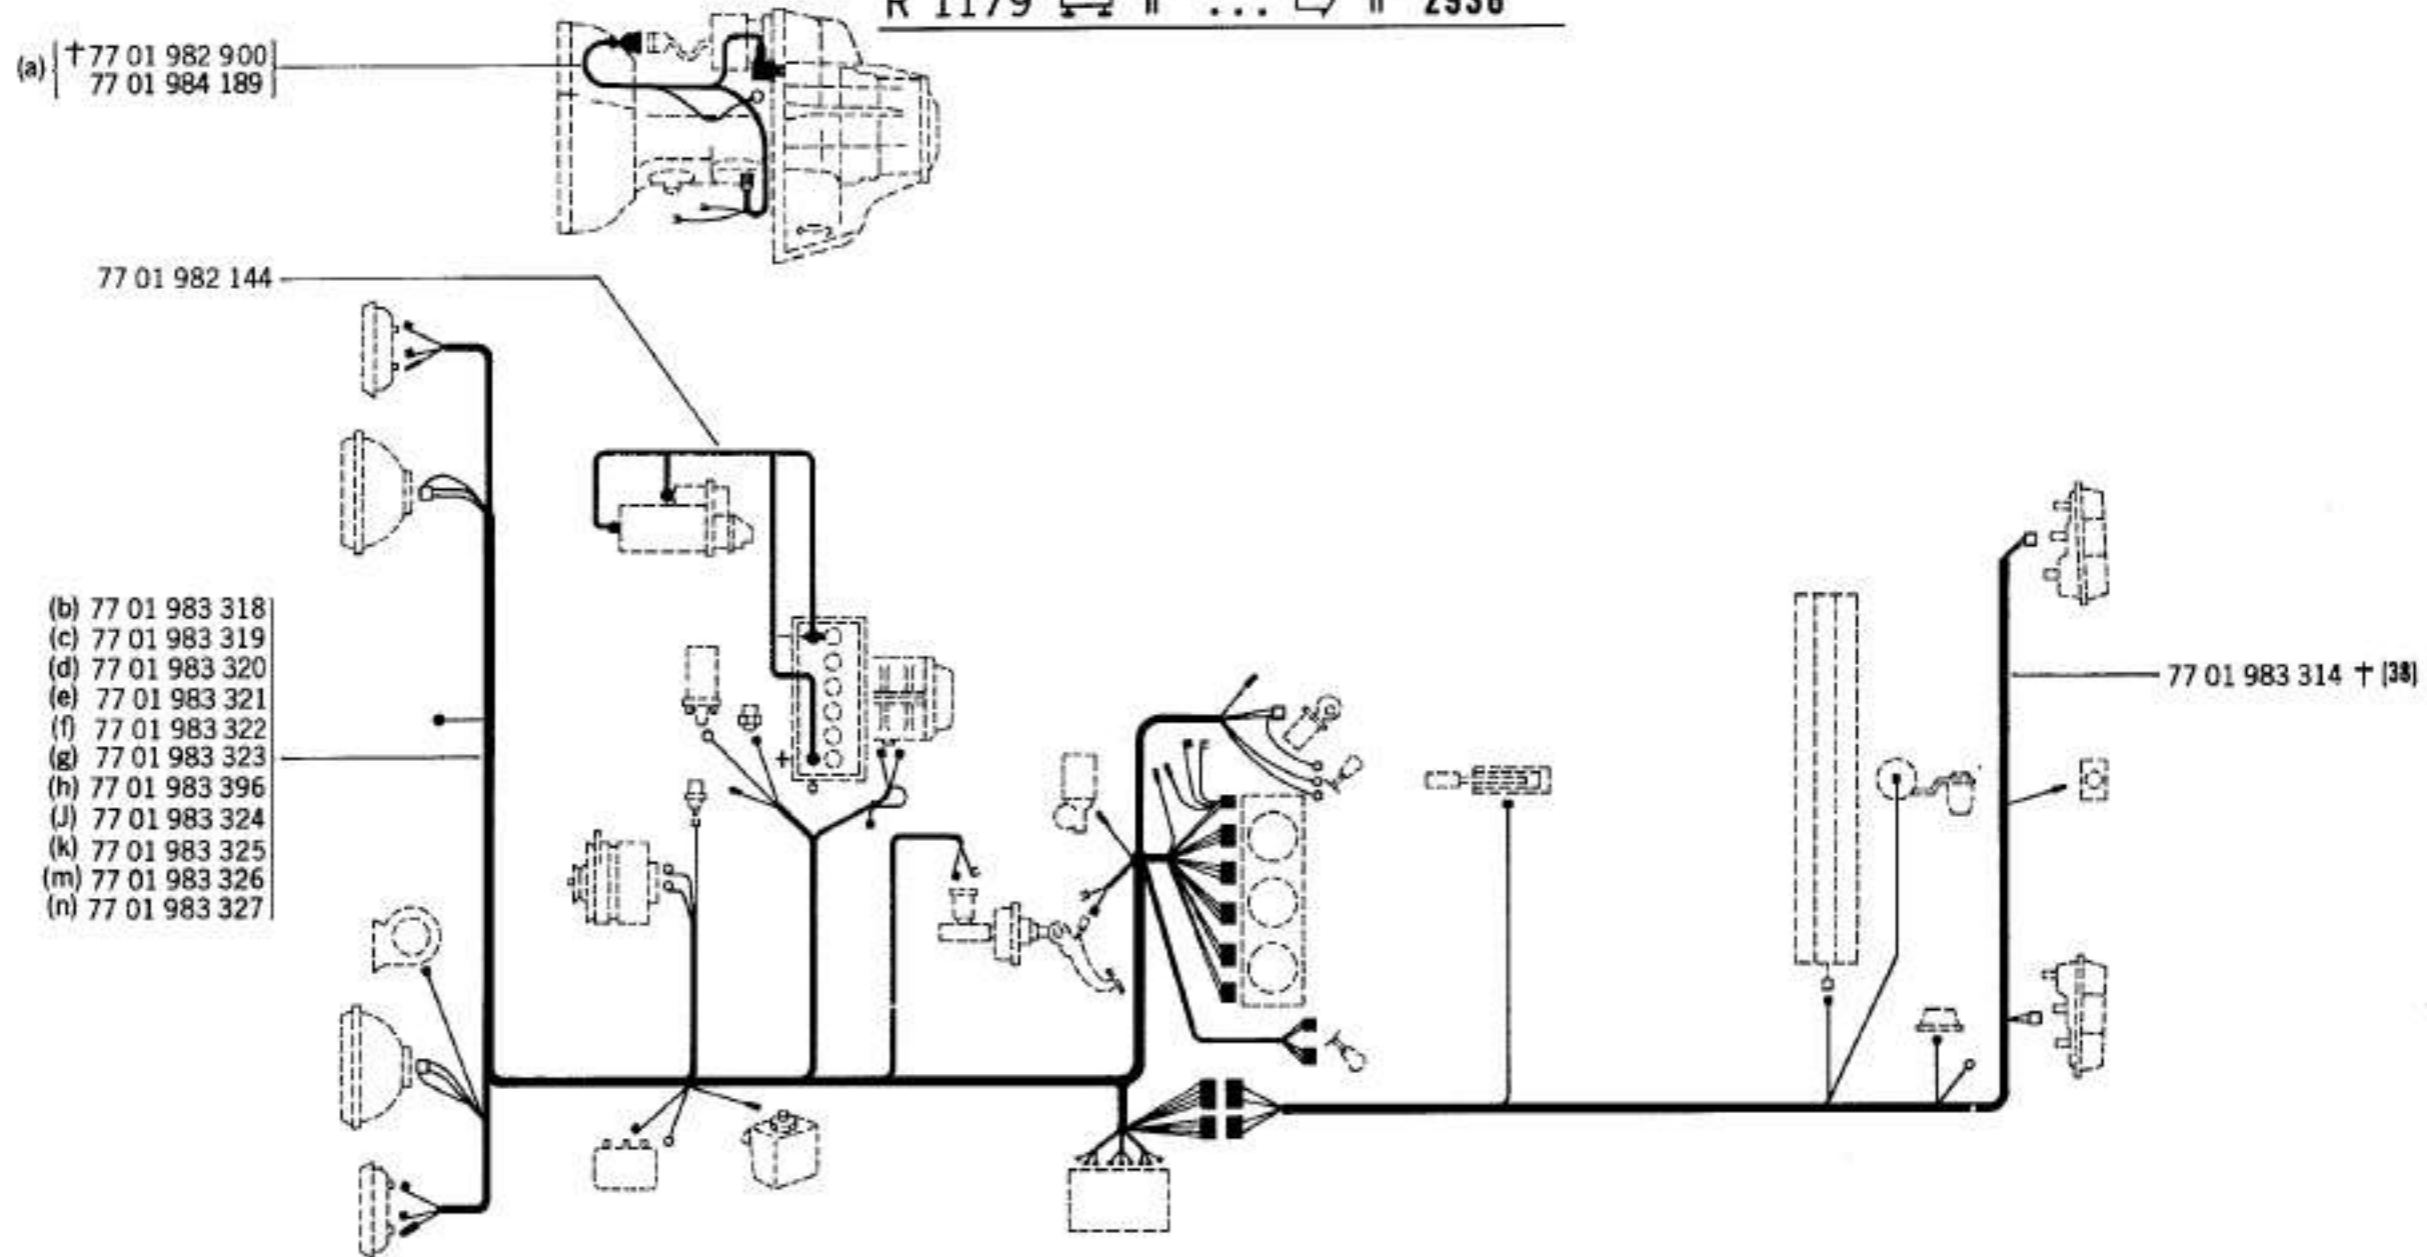 R 1179 n° ... n° 2938
(a) † 77 01 982 900
77 01 984 189
77 01 982 144
(b) 77 01 983 318
(c) 77 01 983 319
(d) 77 01 983 320
(e) 77 01 983 321
(f) 77 01 983 322
(g) 77 01 983 323
(h) 77 01 983 396
(J) 77 01 983 324
(k) 77 01 983 325
(m) 77 01 983 326
(n) 77 01 983 327
77 01 983 314 † (38)
-
+